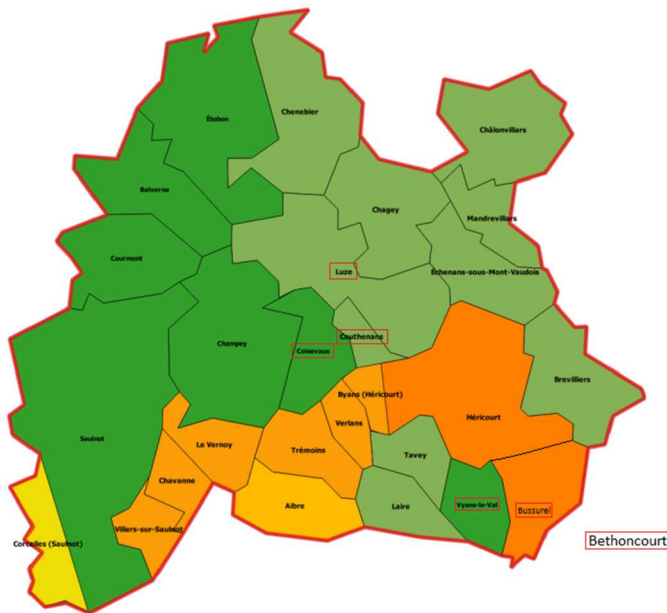 Étobon
Chenebier
Châlonvillars
Belverne
Chagey
Mandrevillars
Courmont
Luze
Echenans-sous-Mont-Vaudois
Couthenans
Champey
Coisevaux
Brevilliers
Byans (Héricourt)
Héricourt
Saulnot
Le Vernoy
Verlans
Trémoins
Tavey
Chavanne
Aibre
Laire
Vyans-le-Val
Bussurel
Villers-sur-Saulnot
Corcelles (Saulnot)
Bethoncourt